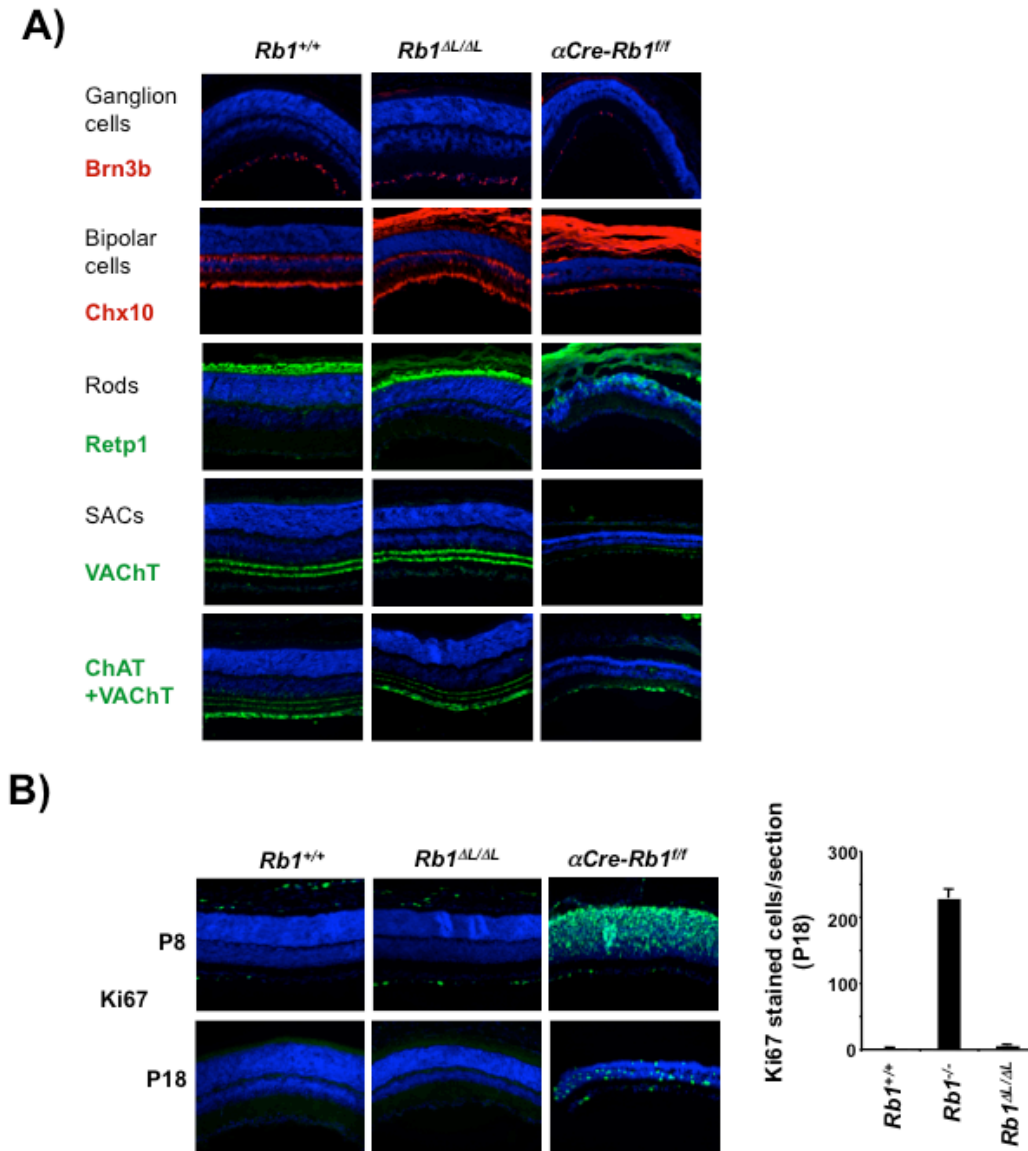 A)
Rb1+/+ Rb1ΔL/ΔL αCre-Rb1f/f
Ganglion
cells
Brn3b
Bipolar
cells
Chx10
Rods
Retp1
SACs
VAChT
ChAT
+VAChT
B)
Rb1+/+ Rb1ΔL/ΔL αCre-Rb1f/f
P8
Ki67
P18
Ki67 stained cells/section
(P18)
300
200
100
0
Rb1+/+
Rb1-/-
Rb1ΔL/ΔL